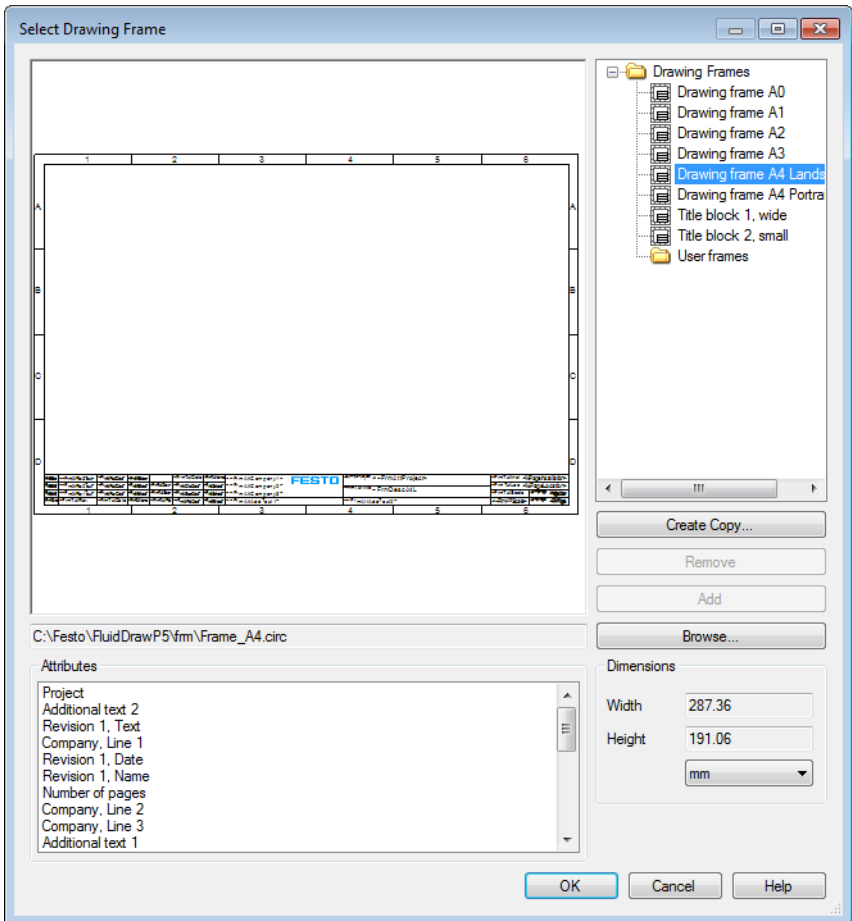 Select Drawing Frame
1 2 3 4 5 6
A A
B B
C C
D D
FESTO
1 2 3 4 5 6
Drawing Frames
Drawing frame A0
Drawing frame A1
Drawing frame A2
Drawing frame A3
Drawing frame A4 Lands
Drawing frame A4 Portra
Title block 1, wide
Title block 2, small
User frames
Create Copy...
Remove
Add
C:\Festo\FluidDrawP5\frm\Frame_A4.circ
Browse...
Attributes
Project
Additional text 2
Revision 1, Text
Company, Line 1
Revision 1, Date
Revision 1, Name
Number of pages
Company, Line 2
Company, Line 3
Additional text 1
Dimensions
Width 287.36
Height 191.06
mm
OK Cancel Help